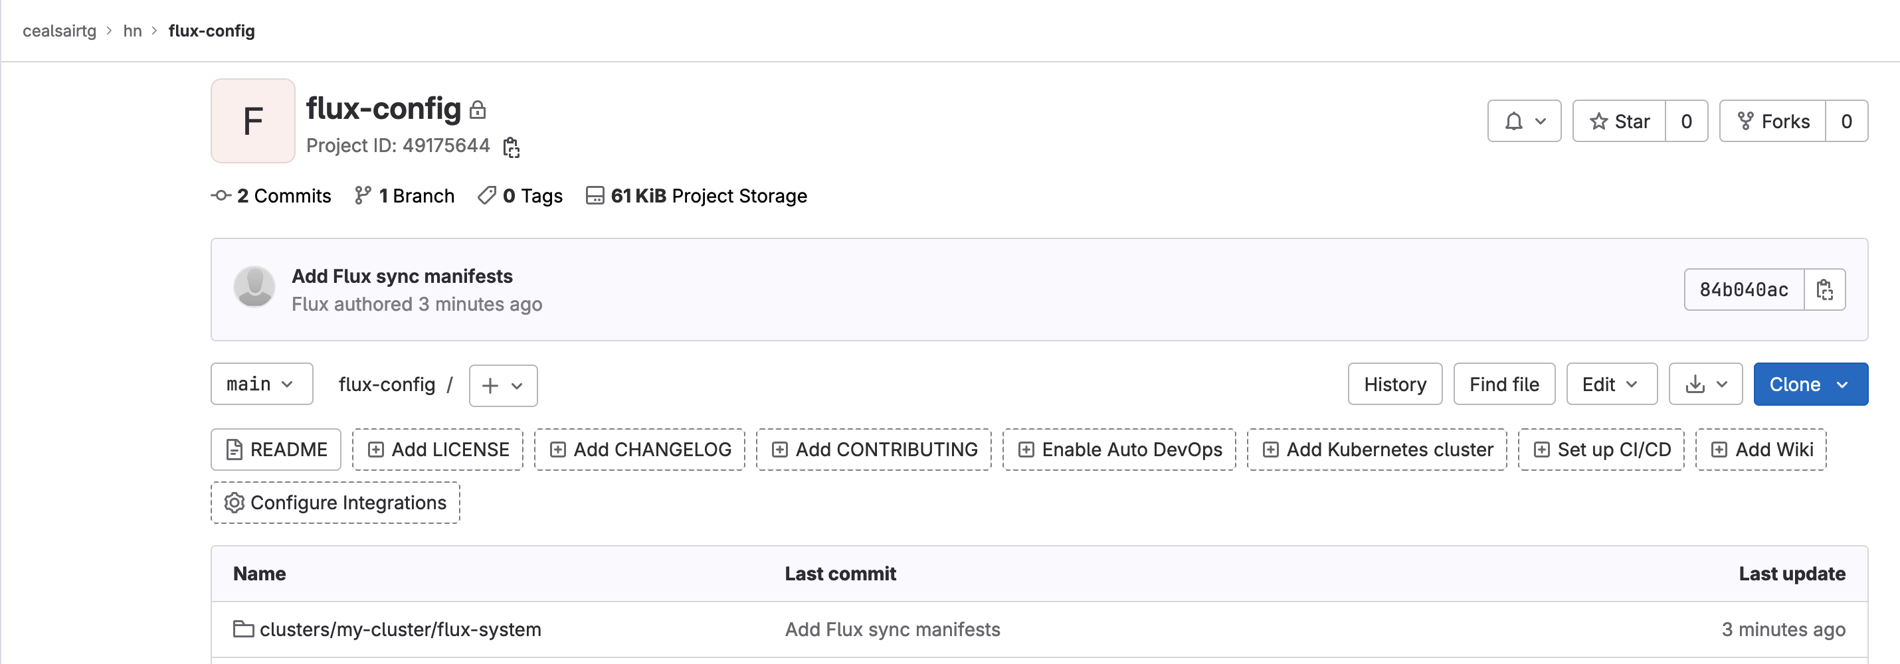 cealsairtg > hn > flux-config
F
flux-config
Project ID: 49175644
Star 0
Forks 0
2 Commits 1 Branch 0 Tags 61 KiB Project Storage
Add Flux sync manifests
Flux authored 3 minutes ago
84b040ac
main flux-config / +
History Find file Edit Clone
README Add LICENSE Add CHANGELOG Add CONTRIBUTING Enable Auto DevOps Add Kubernetes cluster Set up CI/CD Add Wiki
Configure Integrations
Name Last commit Last update
clusters/my-cluster/flux-system Add Flux sync manifests 3 minutes ago